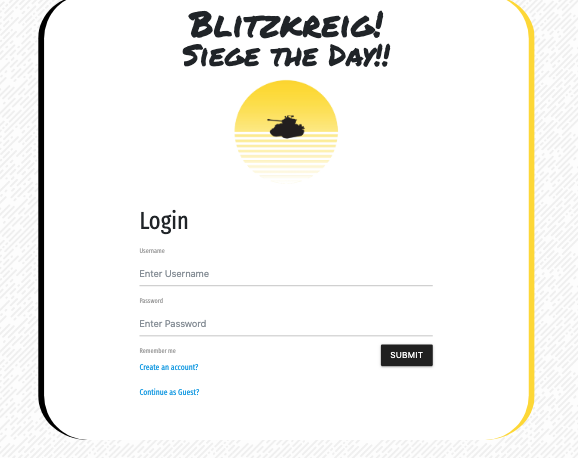 Blitzkreig!
Siege the Day!!
Login
Username
Enter Username
Password
Enter Password
Remember me
SUBMIT
Create an account?
Continue as Guest?